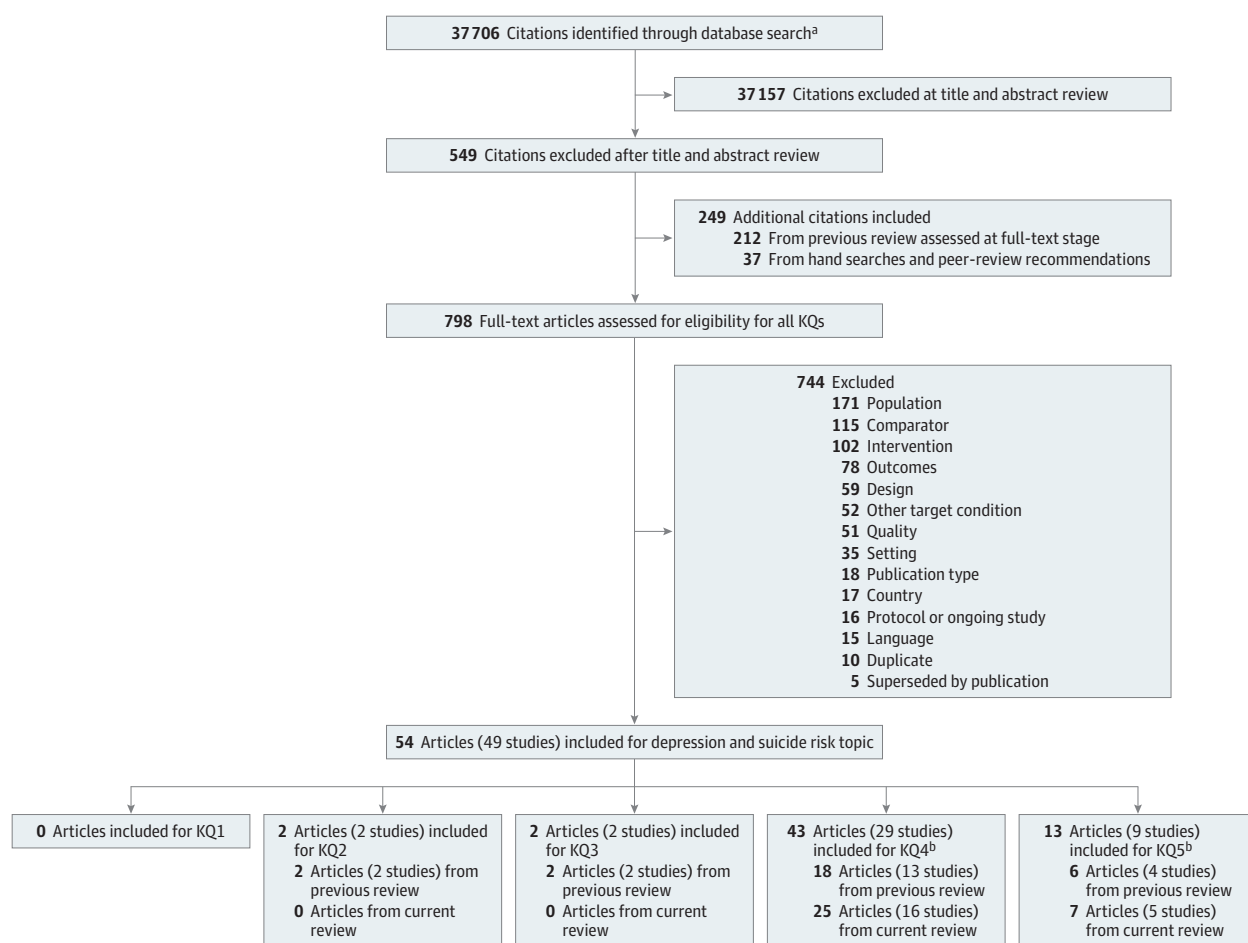 37 706 Citations identified through database searchᵃ
37 157 Citations excluded at title and abstract review
549 Citations excluded after title and abstract review
249 Additional citations included
212 From previous review assessed at full-text stage
37 From hand searches and peer-review recommendations
798 Full-text articles assessed for eligibility for all KQs
744 Excluded
171 Population
115 Comparator
102 Intervention
78 Outcomes
59 Design
52 Other target condition
51 Quality
35 Setting
18 Publication type
17 Country
16 Protocol or ongoing study
15 Language
10 Duplicate
5 Superseded by publication
54 Articles (49 studies) included for depression and suicide risk topic
0 Articles included for KQ1
2 Articles (2 studies) included
for KQ2
2 Articles (2 studies) from
previous review
0 Articles from current
review
2 Articles (2 studies) included
for KQ3
2 Articles (2 studies) from
previous review
0 Articles from current
review
43 Articles (29 studies)
included for KQ4ᵇ
18 Articles (13 studies)
from previous review
25 Articles (16 studies)
from current review
13 Articles (9 studies)
included for KQ5ᵇ
6 Articles (4 studies)
from previous review
7 Articles (5 studies)
from current review